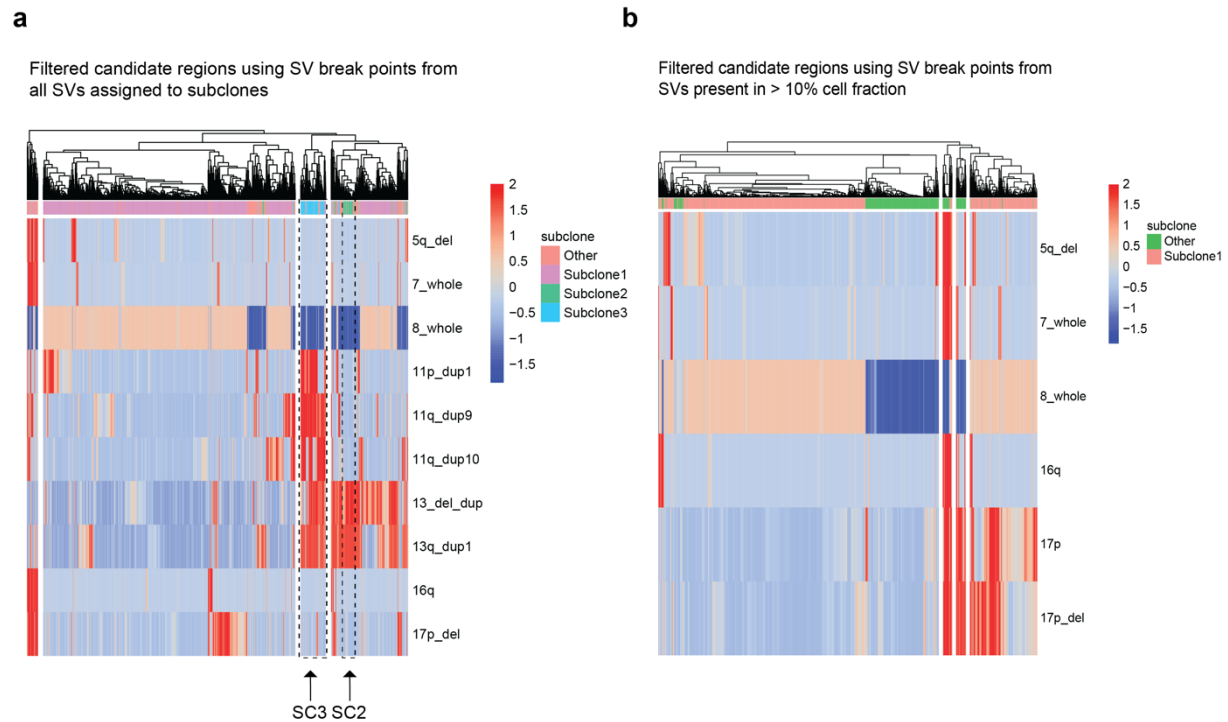 a
Filtered candidate regions using SV break points from
all SVs assigned to subclones
2
1.5
1
0.5
0
−0.5
−1
−1.5
subclone
Other
Subclone1
Subclone2
Subclone3
5q_del
7_whole
8_whole
11p_dup1
11q_dup9
11q_dup10
13_del_dup
13q_dup1
16q
17p_del
SC3 SC2
b
Filtered candidate regions using SV break points from
SVs present in > 10% cell fraction
2
1.5
1
0.5
0
−0.5
−1
−1.5
subclone
Other
Subclone1
5q_del
7_whole
8_whole
16q
17p
17p_del